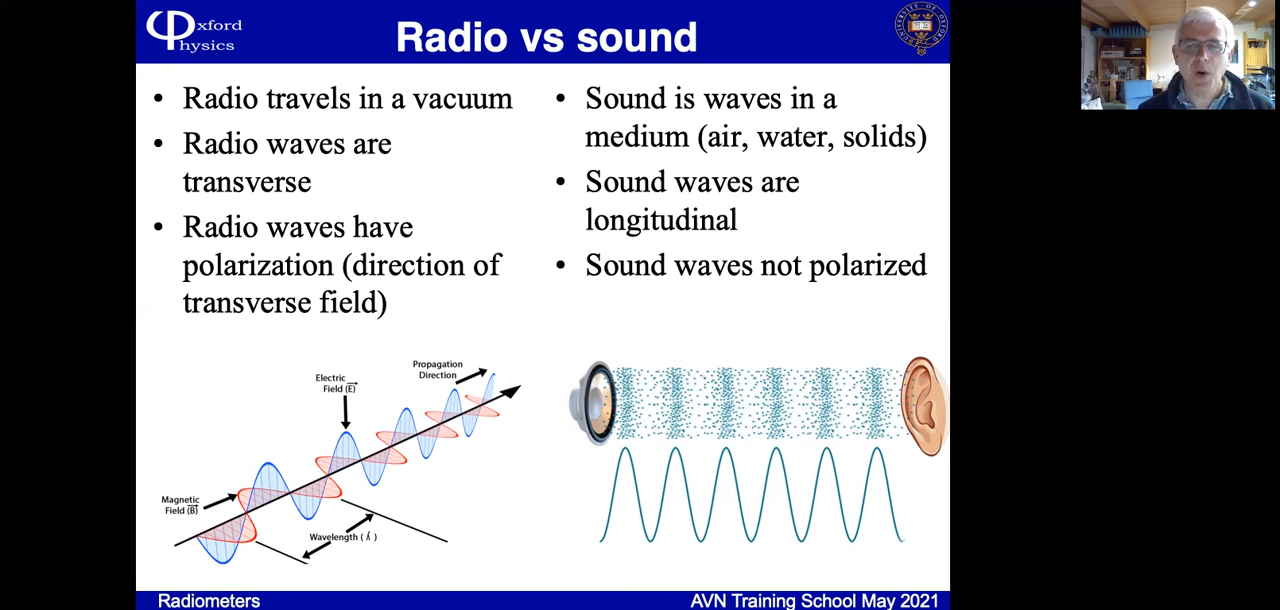 Oxford
Physics
Radio vs sound
• Radio travels in a vacuum
• Radio waves are
transverse
• Radio waves have
polarization (direction of
transverse field)
• Sound is waves in a
medium (air, water, solids)
• Sound waves are
longitudinal
• Sound waves not polarized
Propagation
Direction
Electric
Field (E)
Magnetic
Field (B)
Wavelength (λ)
Radiometers
AVN Training School May 2021